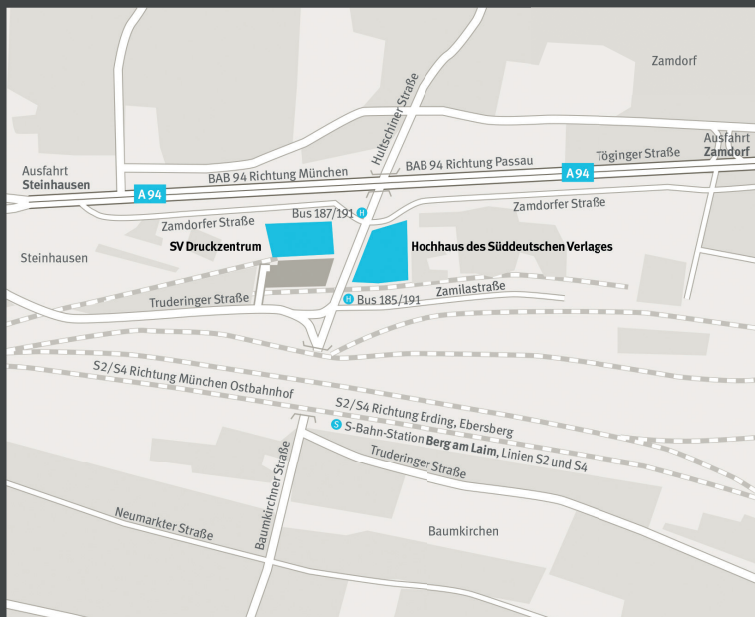 Zamdorf
Hultschiner Straße
Ausfahrt
Zamdorf
Töginger Straße
BAB 94 Richtung Passau
BAB 94 Richtung München
A 94
A 94
Ausfahrt
Steinhausen
Zamdorfer Straße
Bus 187/191 H
Zamdorfer Straße
SV Druckzentrum
Hochhaus des Süddeutschen Verlages
Steinhausen
Truderinger Straße
H Bus 185/191
Zamilastraße
S2/S4 Richtung München Ostbahnhof
S2/S4 Richtung Erding, Ebersberg
S S-Bahn-Station Berg am Laim, Linien S2 und S4
Truderinger Straße
Baumkirchner Straße
Neumarkter Straße
Baumkirchen